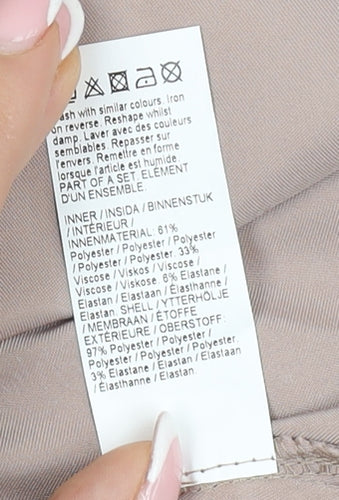 ash with similar colours. Iron
on reverse. Reshape whilst
damp. Laver avec des couleurs
semblables. Repasser sur
l'envers. Remettre en forme
lorsque l'article est humide.
PART OF A SET. ELEMENT
D'UN ENSEMBLE.
INNER / INSIDA / BINNENSTUK
/ INTÉRIEUR /
INNENMATERIAL: 61%
Polyester / Polyester / Polyester
/ Polyester / Polyester. 33%
Viscose / Viskos / Viscose /
Viscose / Viskose. 6% Elastane /
Elastan / Elastaan / Élasthanne /
Elastan. SHELL / YTTERHÖLJE
/ MEMBRAAN / ÉTOFFE
EXTÉRIEURE / OBERSTOFF:
97% Polyester / Polyester /
Polyester / Polyester / Polyester.
3% Elastane / Elastan / Elastaan
/ Élasthanne / Elastan.